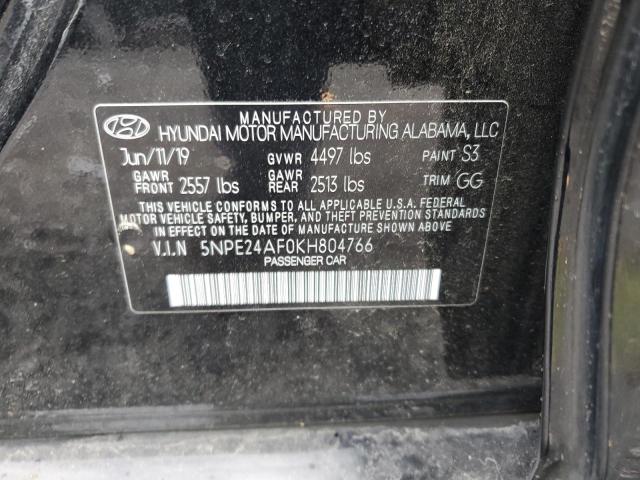 MANUFACTURED BY
HYUNDAI MOTOR MANUFACTURING ALABAMA, LLC
Jun/11/19 GVWR 4497 lbs PAINT S3
GAWR FRONT 2557 lbs GAWR REAR 2513 lbs TRIM GG
THIS VEHICLE CONFORMS TO ALL APPLICABLE U.S.A. FEDERAL
MOTOR VEHICLE SAFETY, BUMPER, AND THEFT PREVENTION STANDARDS
IN EFFECT ON THE DATE OF MANUFACTURE SHOWN ABOVE
V.I.N 5NPE24AF0KH804766
PASSENGER CAR